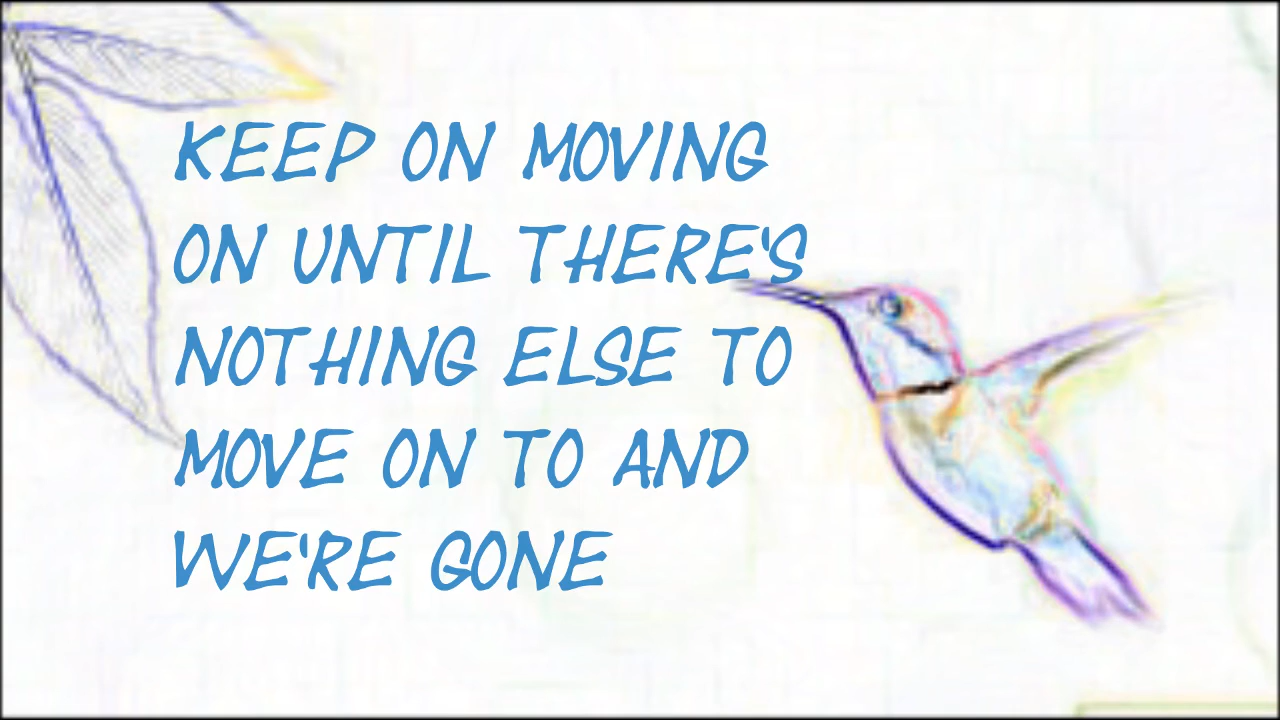 KEEP ON MOVING
ON UNTIL THERE'S
NOTHING ELSE TO
MOVE ON TO AND
WE'RE GONE